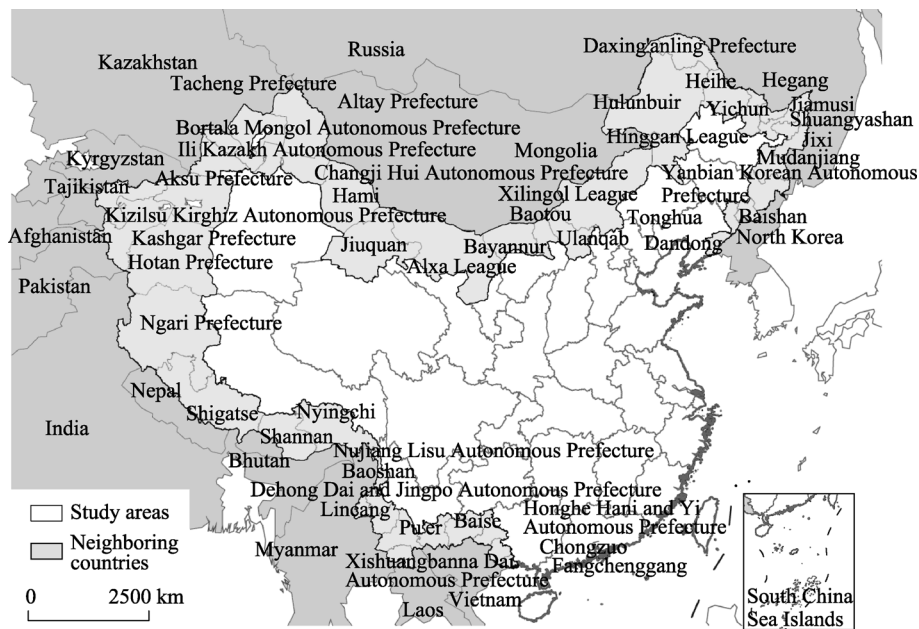 Russia
Daxing'anling Prefecture
Kazakhstan
Tacheng Prefecture
Heihe
Hegang
Altay Prefecture
Hulunbuir
Yichun
Jiamusi
Shuangyashan
Bortala Mongol Autonomous Prefecture
Hinggan League
Jixi
Ili Kazakh Autonomous Prefecture
Mongolia
Mudanjiang
Kyrgyzstan
Changji Hui Autonomous Prefecture
Yanbian Korean Autonomous
Prefecture
Aksu Prefecture
Tajikistan
Hami
Xilingol League
Kizilsu Kirghiz Autonomous Prefecture
Baotou
Tonghua
Baishan
Afghanistan
Kashgar Prefecture
Jiuquan
Bayannur
Ulanqab
Dandong
North Korea
Hotan Prefecture
Alxa League
Pakistan
Ngari Prefecture
Nepal
Shigatse
Nyingchi
India
Shannan
Bhutan
Nujiang Lisu Autonomous Prefecture
Baoshan
Dehong Dai and Jingpo Autonomous Prefecture
Lincang
Honghe Hani and Yi
Autonomous Prefecture
Pu'er
Baise
Myanmar
Chongzuo
Fangchenggang
Xishuangbanna Dai
Autonomous Prefecture
Vietnam
Laos
Study areas
Neighboring
countries
0 2500 km
South China
Sea Islands